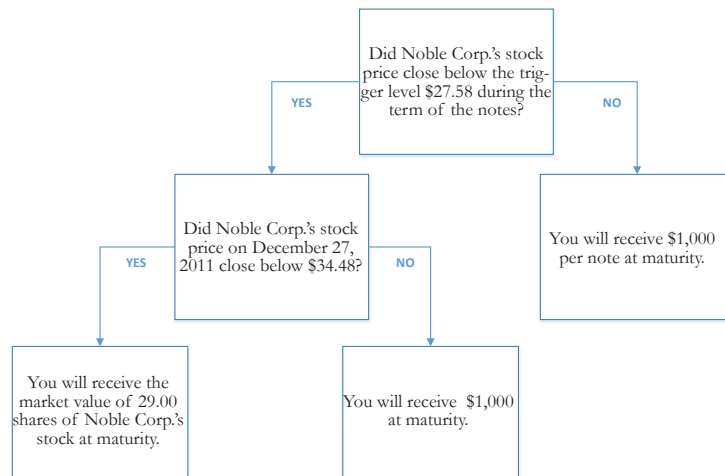 Did Noble Corp.'s stock
price close below the trig-
ger level $27.58 during the
term of the notes?
YES
NO
Did Noble Corp.'s stock
price on December 27,
2011 close below $34.48?
You will receive $1,000
per note at maturity.
YES
NO
You will receive the
market value of 29.00
shares of Noble Corp.'s
stock at maturity.
You will receive $1,000
at maturity.